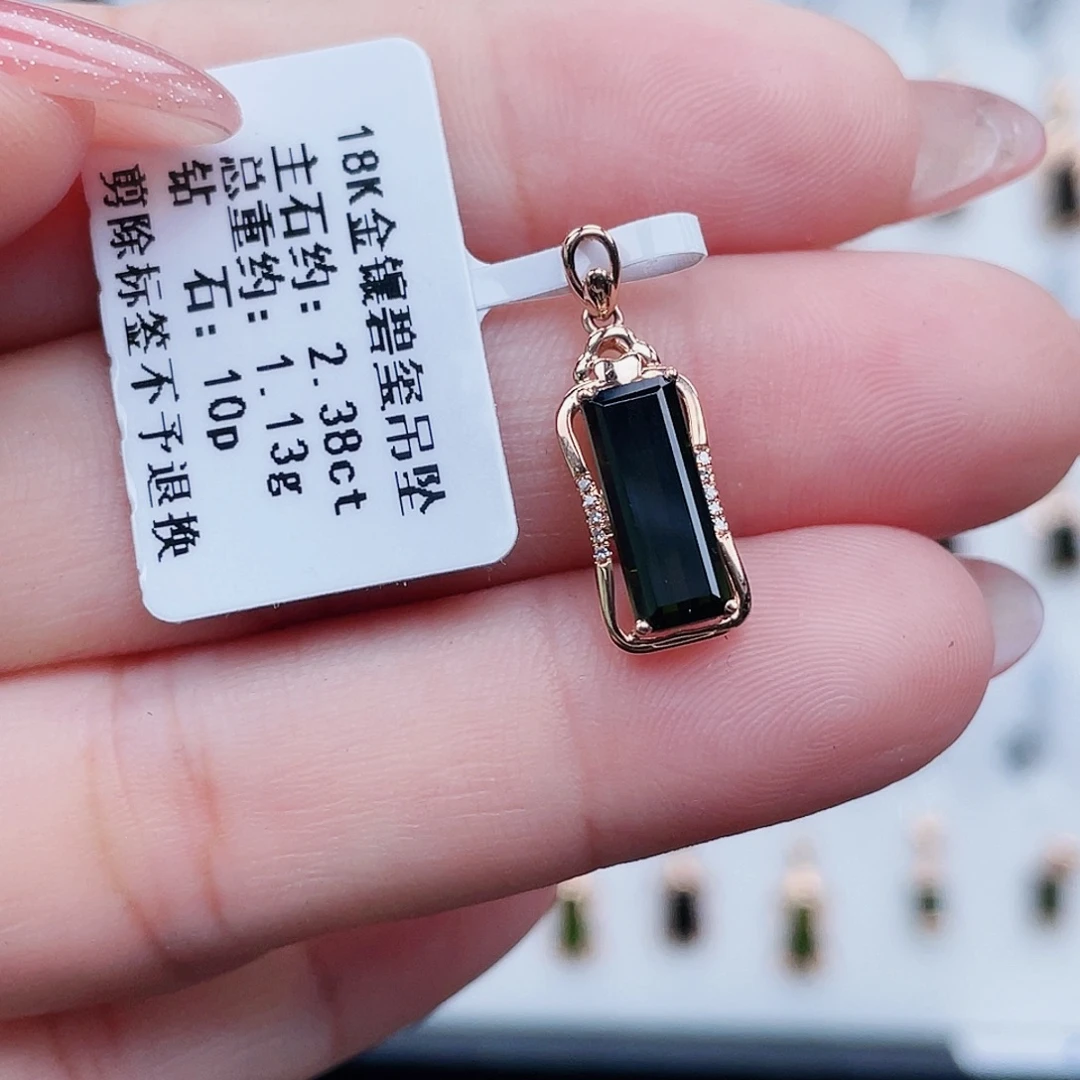 18K金镶碧玺吊坠
主石约: 2.38ct
总重约: 1.13g
钻 石: 10p
剪除标签不予退换